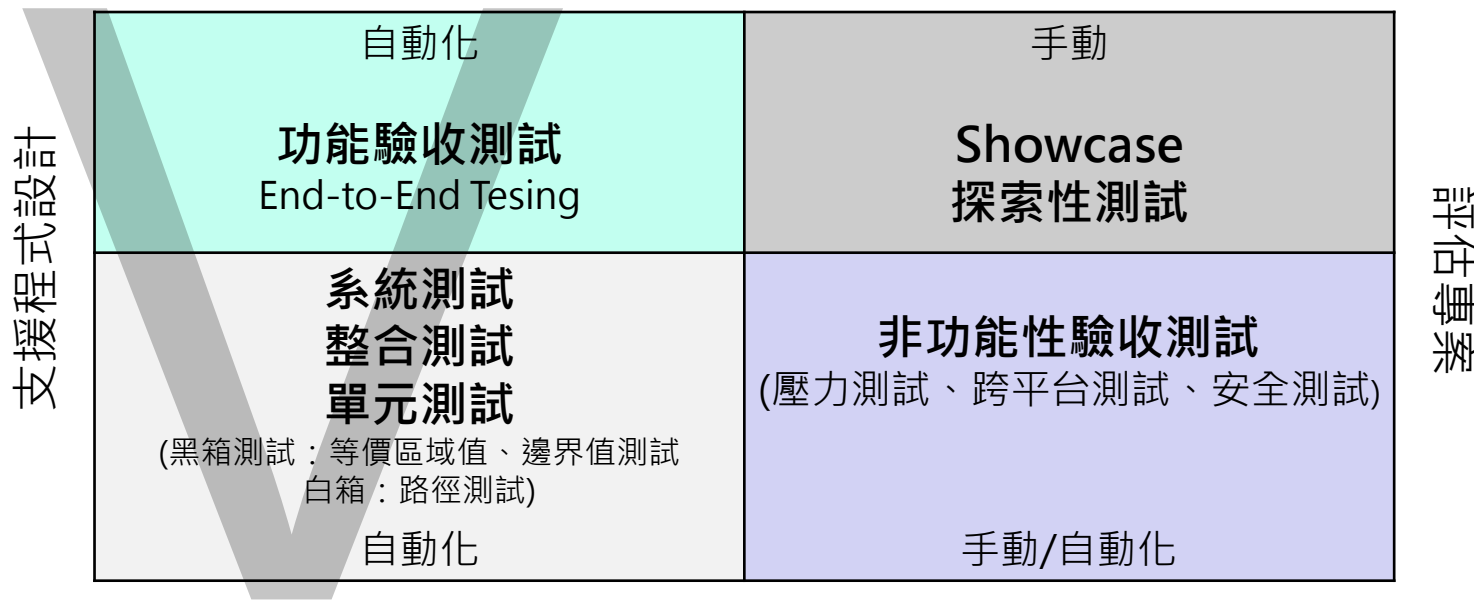 支援程式設計
自動化
功能驗收測試
End-to-End Tesing
手動
Showcase
探索性測試
系統測試
整合測試
單元測試
(黑箱測試：等價區域值、邊界值測試
白箱：路徑測試)
自動化
非功能性驗收測試
(壓力測試、跨平台測試、安全測試)
手動/自動化
評估專案